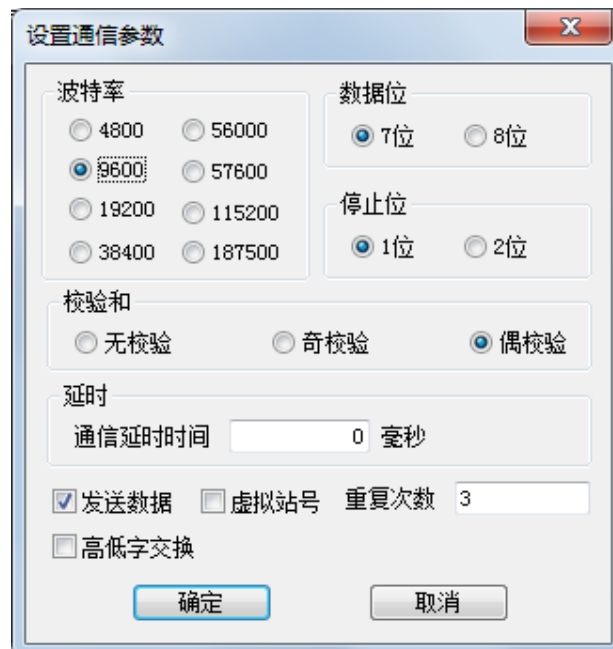 设置通信参数
波特率
4800 56000
9600 57600
19200 115200
38400 187500
数据位
7位 8位
停止位
1位 2位
校验和
无校验 奇校验 偶校验
延时
通信延时时间 0 毫秒
发送数据 虚拟站号 重复次数 3
高低字交换
确定 取消